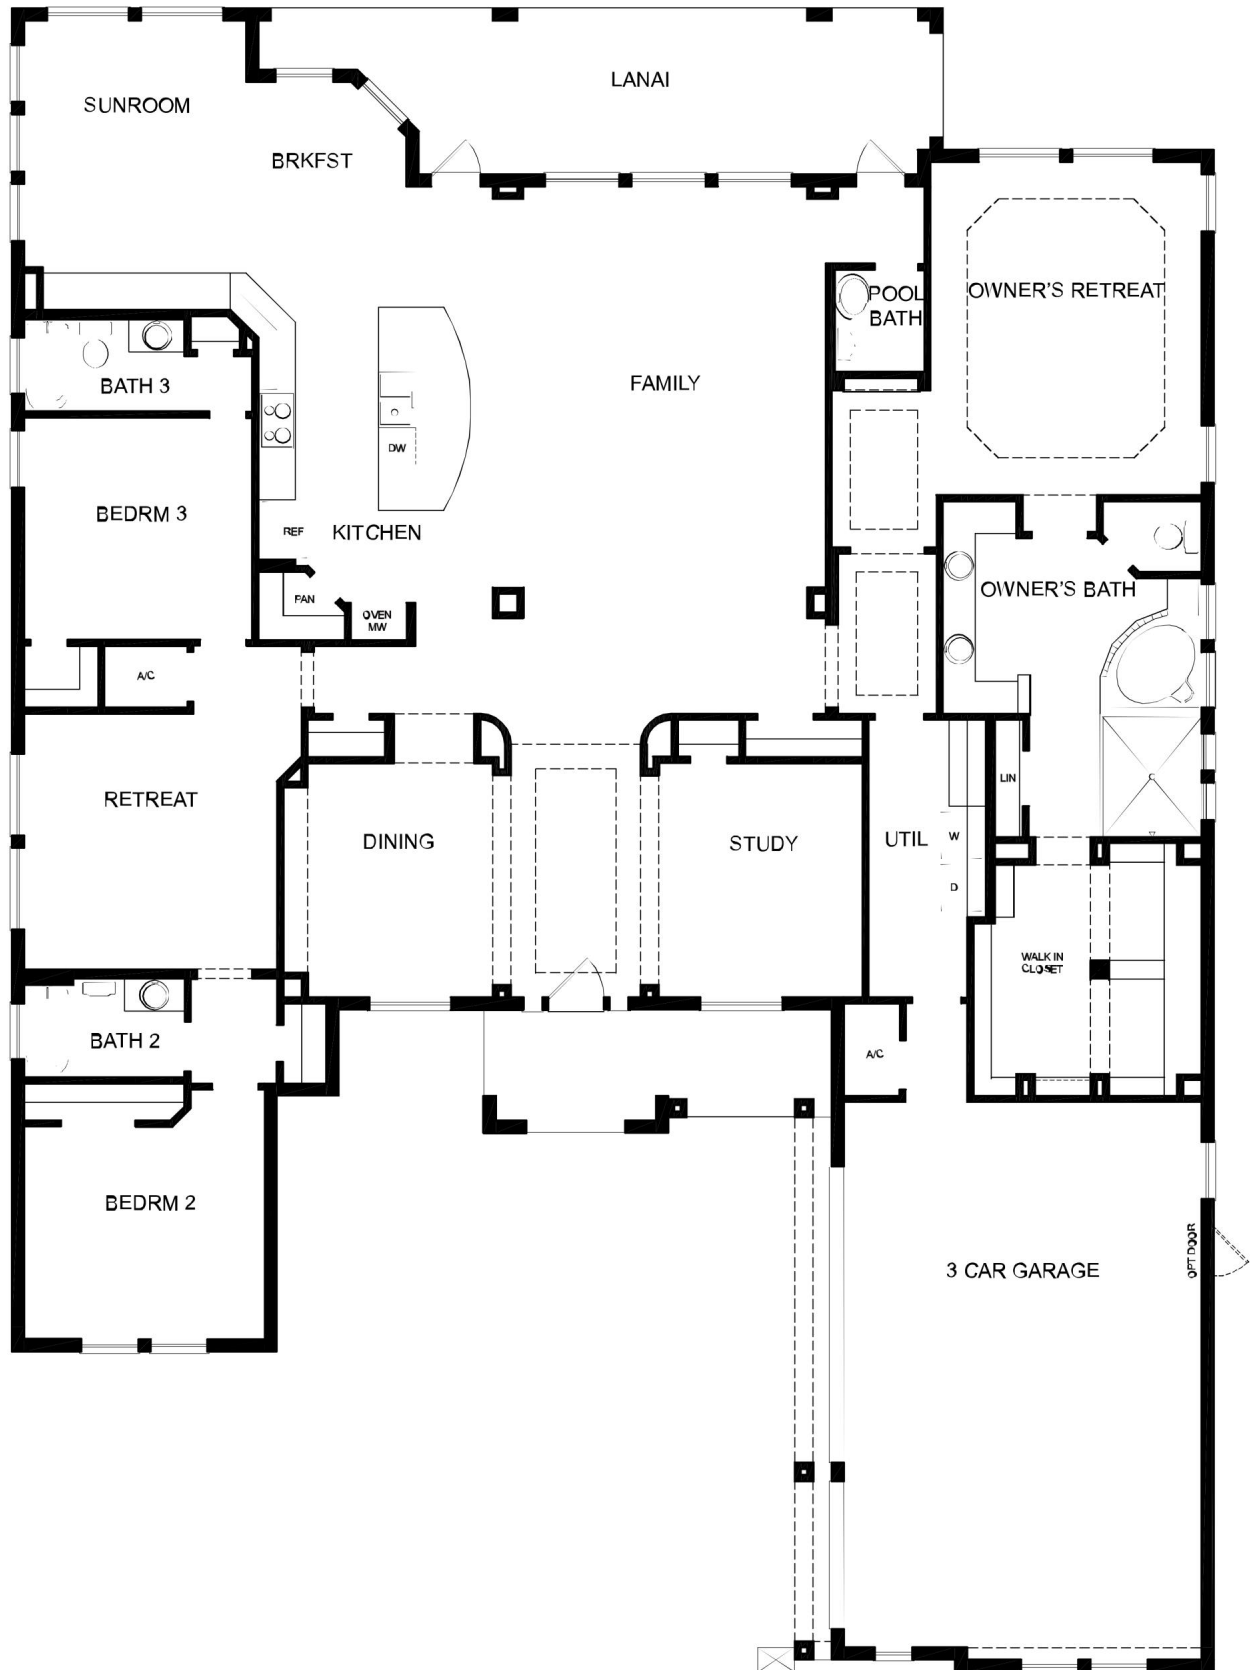 LANAI
SUNROOM
BRKFST
OWNER'S RETREAT
POOL
BATH
BATH 3
FAMILY
DW
BEDRM 3
REF
KITCHEN
OWNER'S BATH
PAN
OVEN
MW
A/C
LIN
C
RETREAT
DINING
STUDY
UTIL
W
D
WALK IN
CLOSET
BATH 2
A/C
BEDRM 2
OPT DOOR
3 CAR GARAGE